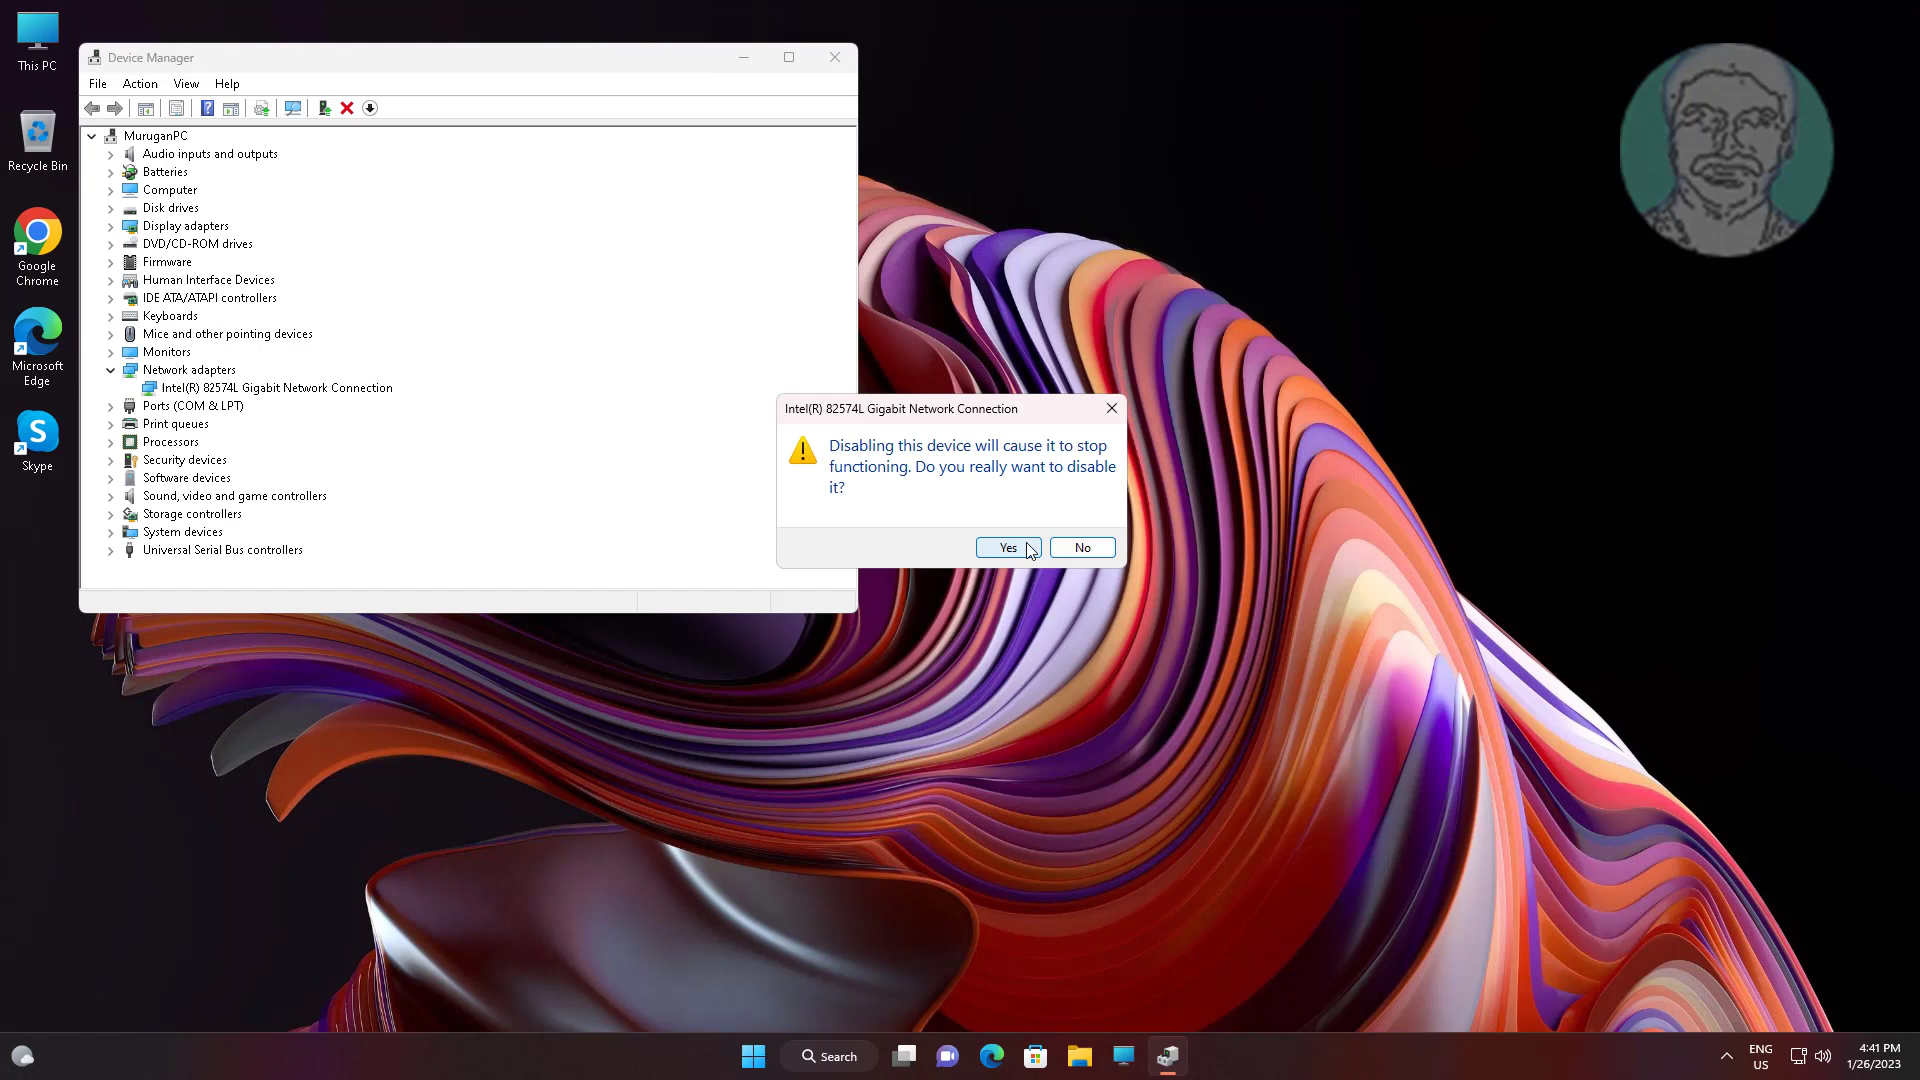 This PC
Recycle Bin
Google
Chrome
Microsoft
Edge
Skype
Device Manager
File Action View Help
MuruganPC
Audio inputs and outputs
Batteries
Computer
Disk drives
Display adapters
DVD/CD-ROM drives
Firmware
Human Interface Devices
IDE ATA/ATAPI controllers
Keyboards
Mice and other pointing devices
Monitors
Network adapters
Intel(R) 82574L Gigabit Network Connection
Ports (COM & LPT)
Print queues
Processors
Security devices
Software devices
Sound, video and game controllers
Storage controllers
System devices
Universal Serial Bus controllers
Intel(R) 82574L Gigabit Network Connection
Disabling this device will cause it to stop
functioning. Do you really want to disable
it?
Yes No
Search
ENG
US
4:41 PM
1/26/2023